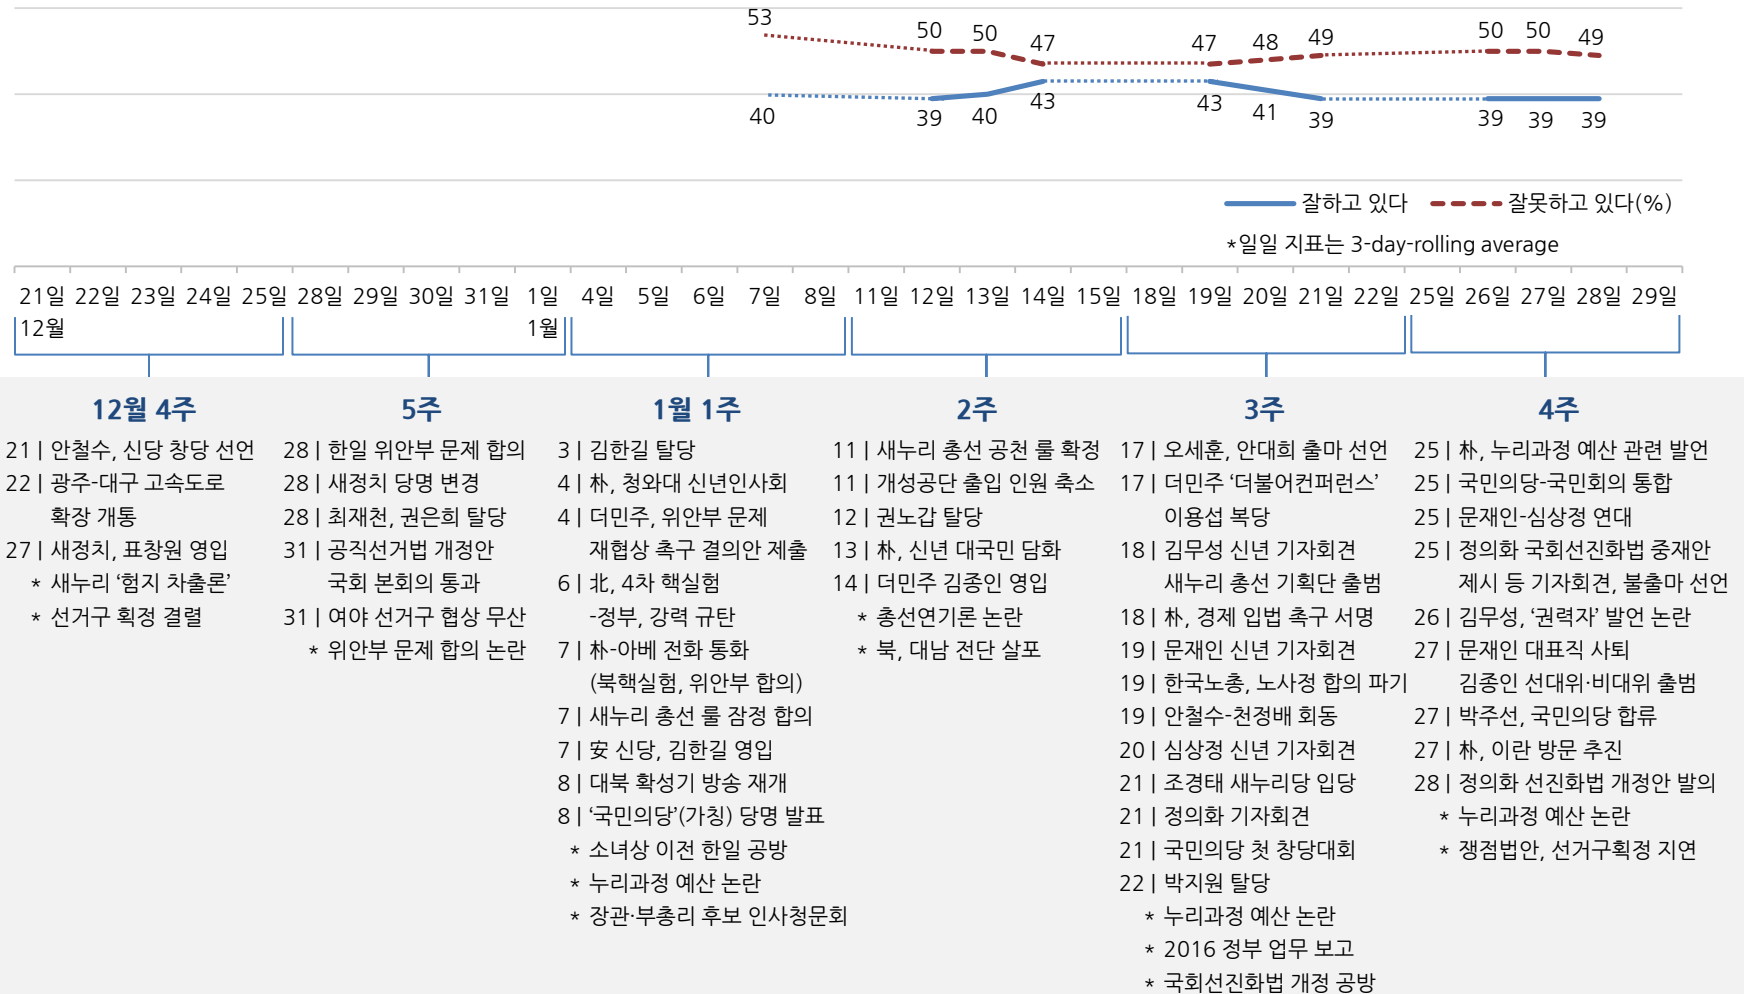 53 50 50 47 47 48 49 50 50 49
40 39 40 43 43 41 39 39 39 39
잘하고 있다 잘못하고 있다(%)
*일일 지표는 3-day-rolling average
21일 22일 23일 24일 25일 28일 29일 30일 31일 1일 4일 5일 6일 7일 8일 11일 12일 13일 14일 15일 18일 19일 20일 21일 22일 25일 26일 27일 28일 29일
12월 1월
12월 4주
21 | 안철수, 신당 창당 선언
22 | 광주-대구 고속도로
확장 개통
27 | 새정치, 표창원 영입
* 새누리 ‘험지 차출론’
* 선거구 획정 결렬
5주
28 | 한일 위안부 문제 합의
28 | 새정치 당명 변경
28 | 최재천, 권은희 탈당
31 | 공직선거법 개정안
국회 본회의 통과
31 | 여야 선거구 협상 무산
* 위안부 문제 합의 논란
1월 1주
3 | 김한길 탈당
4 | 朴, 청와대 신년인사회
4 | 더민주, 위안부 문제
재협상 촉구 결의안 제출
6 | 北, 4차 핵실험
-정부, 강력 규탄
7 | 朴-아베 전화 통화
(북핵실험, 위안부 합의)
7 | 새누리 총선 룰 잠정 합의
7 | 安 신당, 김한길 영입
8 | 대북 확성기 방송 재개
8 | ‘국민의당’(가칭) 당명 발표
* 소녀상 이전 한일 공방
* 누리과정 예산 논란
* 장관·부총리 후보 인사청문회
2주
11 | 새누리 총선 공천 룰 확정
11 | 개성공단 출입 인원 축소
12 | 권노갑 탈당
13 | 朴, 신년 대국민 담화
14 | 더민주 김종인 영입
* 총선연기론 논란
* 북, 대남 전단 살포
3주
17 | 오세훈, 안대희 출마 선언
17 | 더민주 ‘더불어컨퍼런스’
이용섭 복당
18 | 김무성 신년 기자회견
새누리 총선 기획단 출범
18 | 朴, 경제 입법 촉구 서명
19 | 문재인 신년 기자회견
19 | 한국노총, 노사정 합의 파기
19 | 안철수-천정배 회동
20 | 심상정 신년 기자회견
21 | 조경태 새누리당 입당
21 | 정의화 기자회견
21 | 국민의당 첫 창당대회
22 | 박지원 탈당
* 누리과정 예산 논란
* 2016 정부 업무 보고
* 국회선진화법 개정 공방
4주
25 | 朴, 누리과정 예산 관련 발언
25 | 국민의당-국민회의 통합
25 | 문재인-심상정 연대
25 | 정의화 국회선진화법 중재안
제시 등 기자회견, 불출마 선언
26 | 김무성, ‘권력자’ 발언 논란
27 | 문재인 대표직 사퇴
김종인 선대위·비대위 출범
27 | 박주선, 국민의당 합류
27 | 朴, 이란 방문 추진
28 | 정의화 선진화법 개정안 발의
* 누리과정 예산 논란
* 쟁점법안, 선거구획정 지연